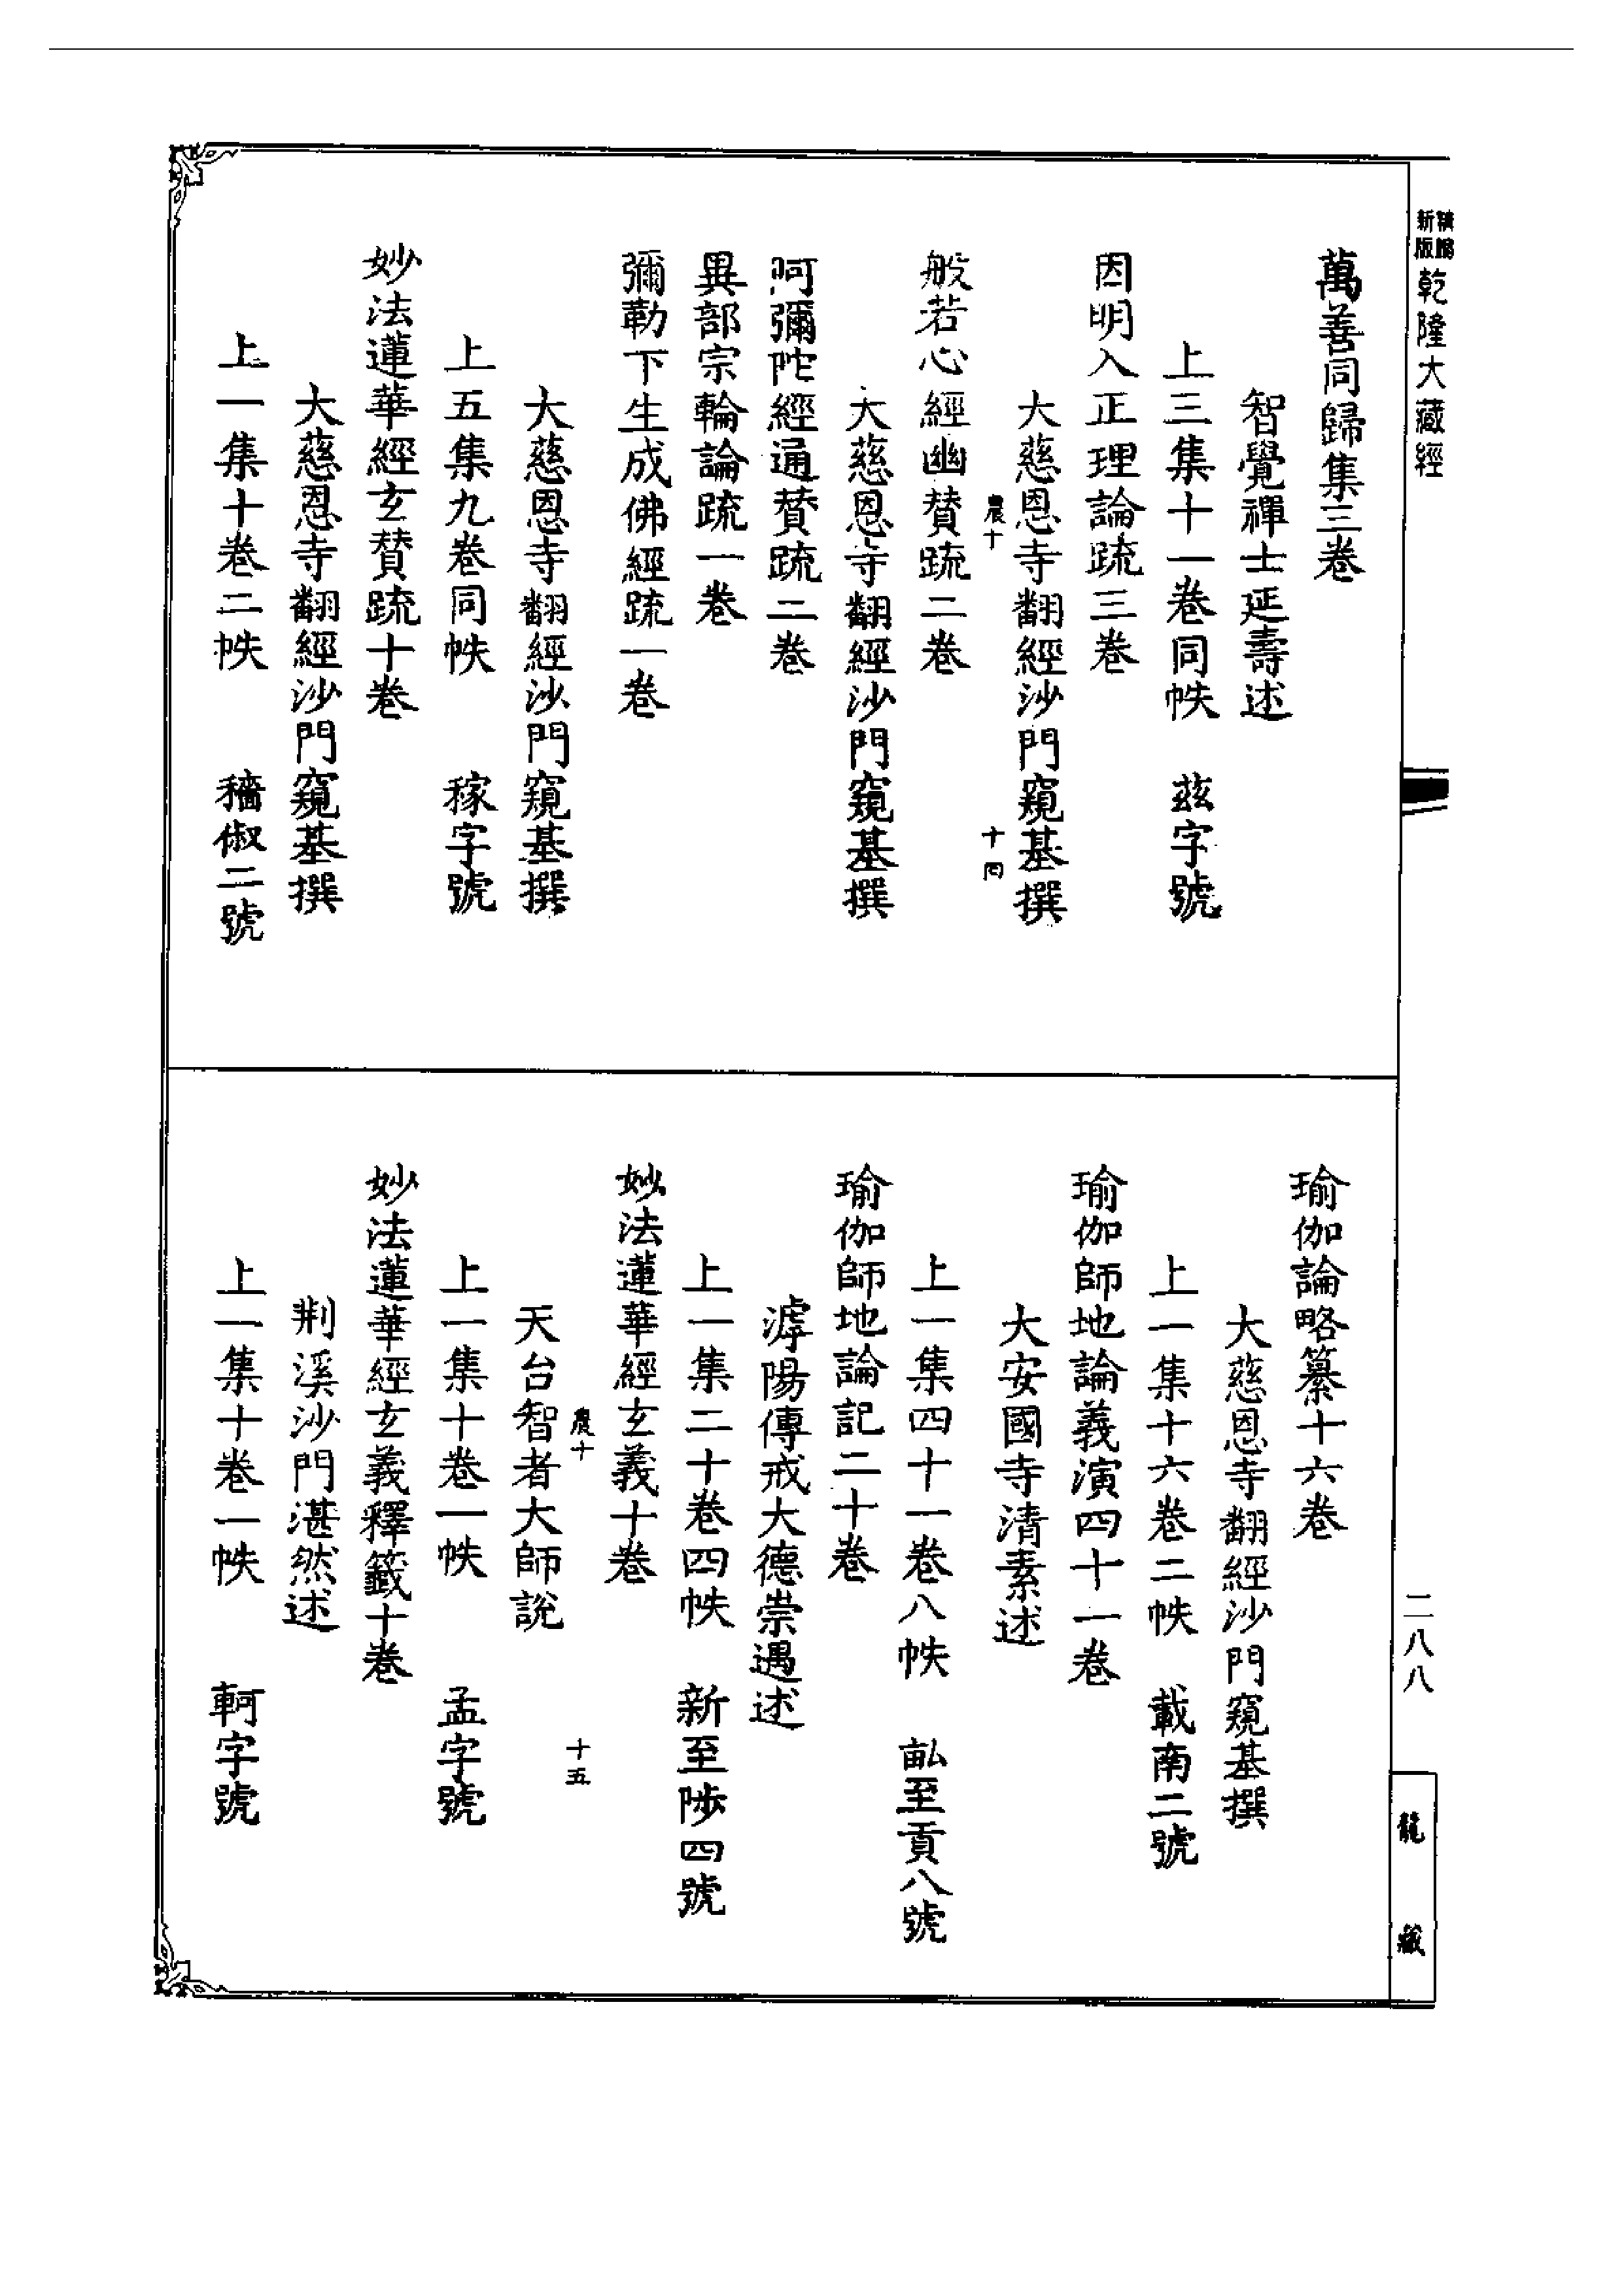 新版
乾隆大藏經
萬善同歸集三卷
智覺禪士延壽述
上三集十一卷同帙　茲字號
因明入正理論䟽三卷
大慈恩寺翻經沙門窺基撰
農十　十四
般若心經幽賛䟽二卷
大慈恩寺翻經沙門窺基撰
阿彌陀經通賛䟽二卷
異部宗輪論䟽一卷
彌勒下生成佛經䟽一卷
大慈恩寺翻經沙門窺基撰
上五集九卷同帙　稼字號
妙法蓮華經玄賛䟽十卷
大慈恩寺翻經沙門窺基撰
上一集十卷二帙　穡俶二號
瑜伽論略纂十六卷
大慈恩寺翻經沙門窺基撰
上一集十六卷二帙　載南二號
瑜伽師地論義演四十一卷
大安國寺清素述
上一集四十一卷八帙　畝至貢八號
瑜伽師地論記二十卷
滹陽傳戒大德崇遇述
上一集二十卷四帙　新至陟四號
妙法蓮華經玄義十卷
農十　十五
天台智者大師說
上一集十卷一帙　孟字號
妙法蓮華經玄義釋籤十卷
荆溪沙門湛然述
上一集十卷一帙　軻字號
二八八
龍藏